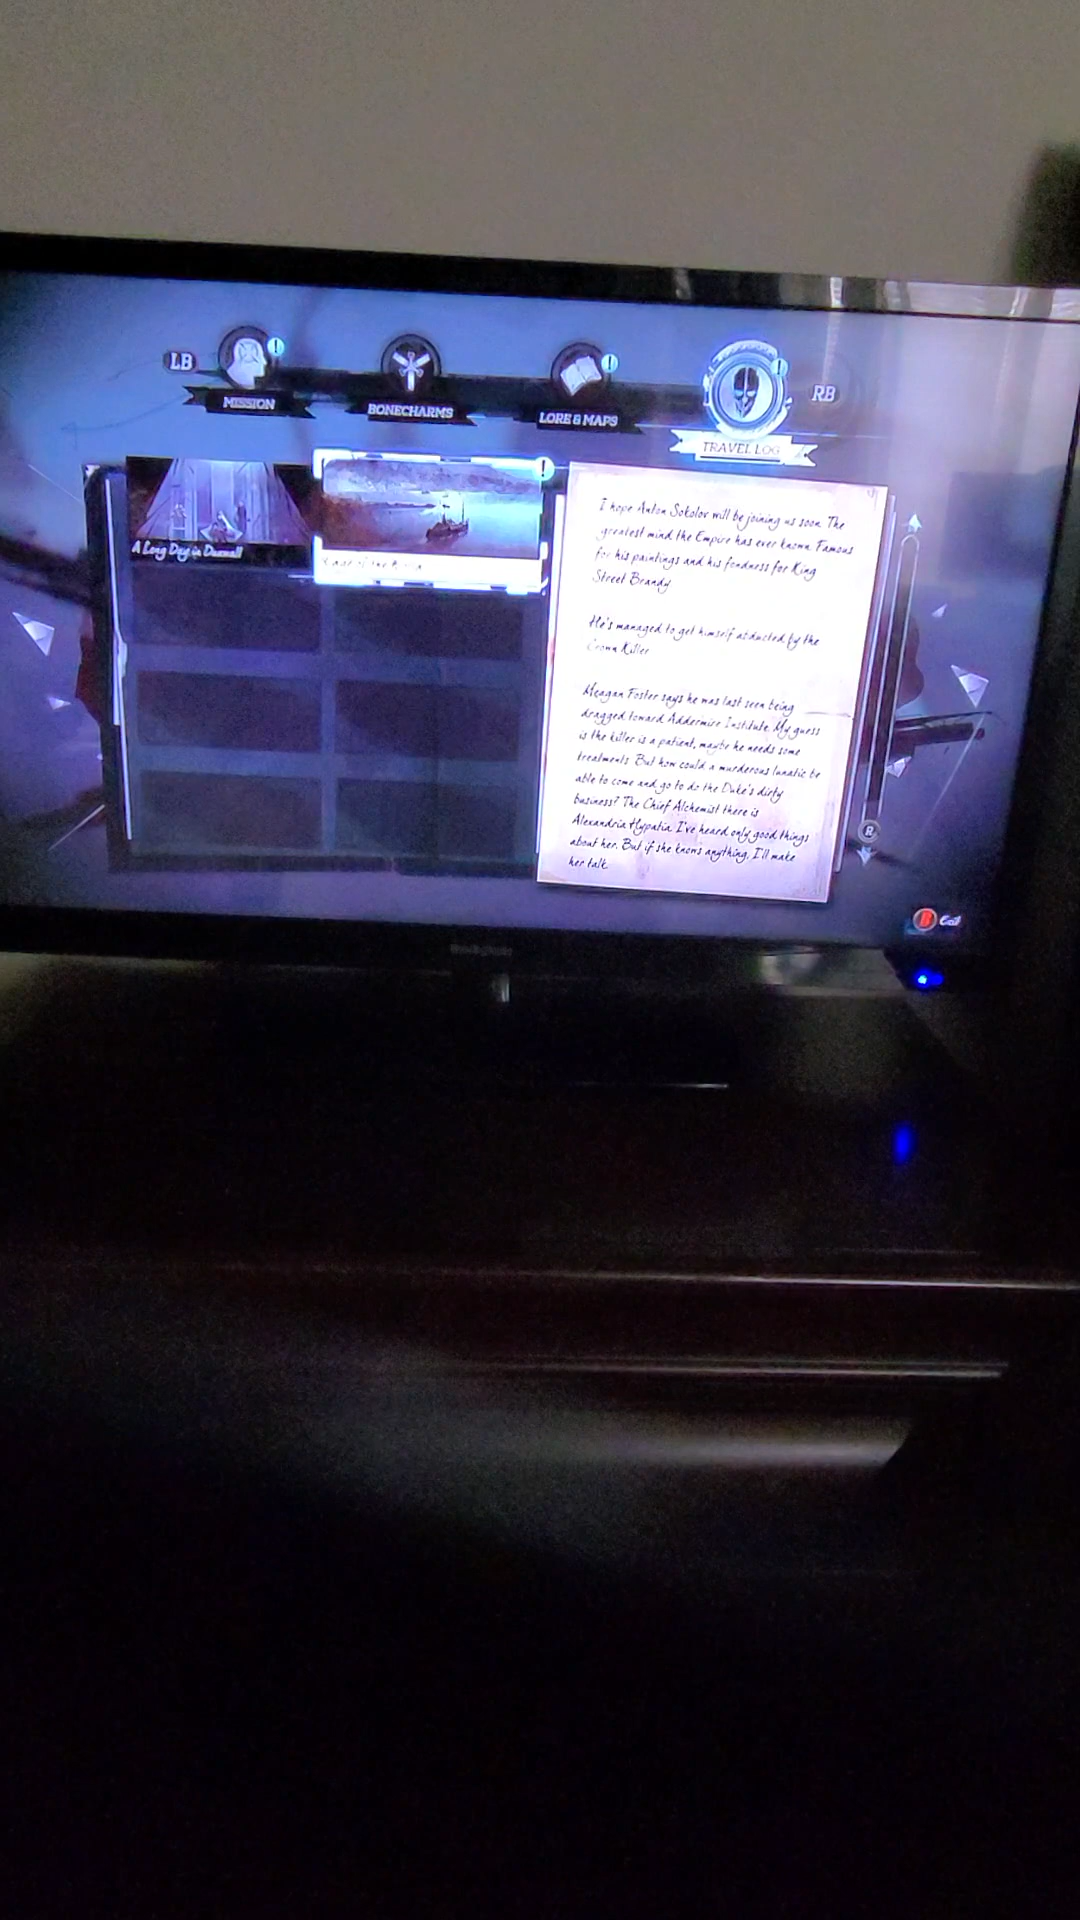 LB
MISSION
BONECHARMS
LORE & MAPS
TRAVEL LOG
RB
A Long Day in Dunwall
I hope Anton Sokolov will be joining us soon. The
greatest mind the Empire has ever known. Famous
for his paintings and his fondness for King
Street Brandy
He's managed to get himself abducted by the
Crown Killer
Meagan Foster says he was last seen being
dragged toward Addermire Institute. My guess
is the killer is a patient, maybe he needs some
treatments. But how could a murderous lunatic be
able to come and go to do the Duke's dirty
business? The Chief Alchemist there is
Alexandria Hypatia. I've heard only good things
about her. But if she knows anything, I'll make
her talk.
R
B Exit